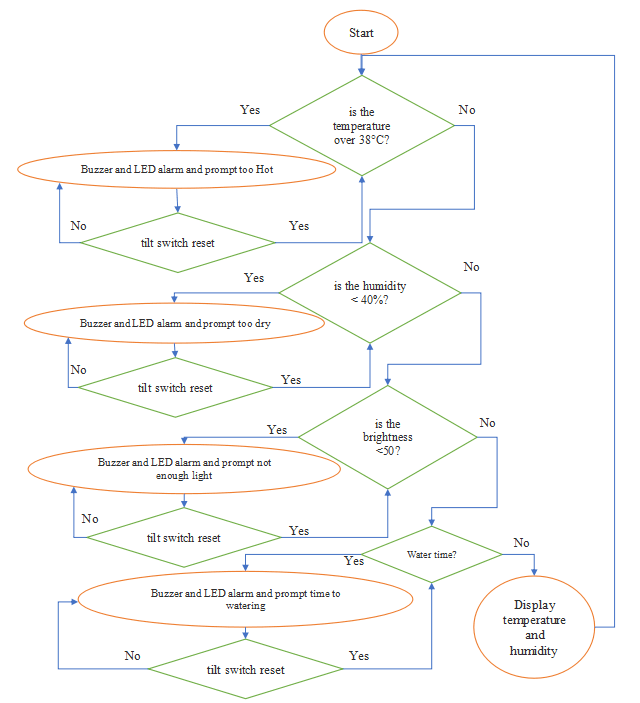 Start
Yes
No
is the
temperature
over 38°C?
Buzzer and LED alarm and prompt too Hot
No
tilt switch reset
Yes
Yes
No
is the humidity
< 40%?
Buzzer and LED alarm and prompt too dry
No
tilt switch reset
Yes
Yes
No
is the
brightness
<50?
Buzzer and LED alarm and prompt not
enough light
No
tilt switch reset
Yes
Water time?
No
Yes
Buzzer and LED alarm and prompt time to
watering
Display
temperature
and
humidity
No
tilt switch reset
Yes